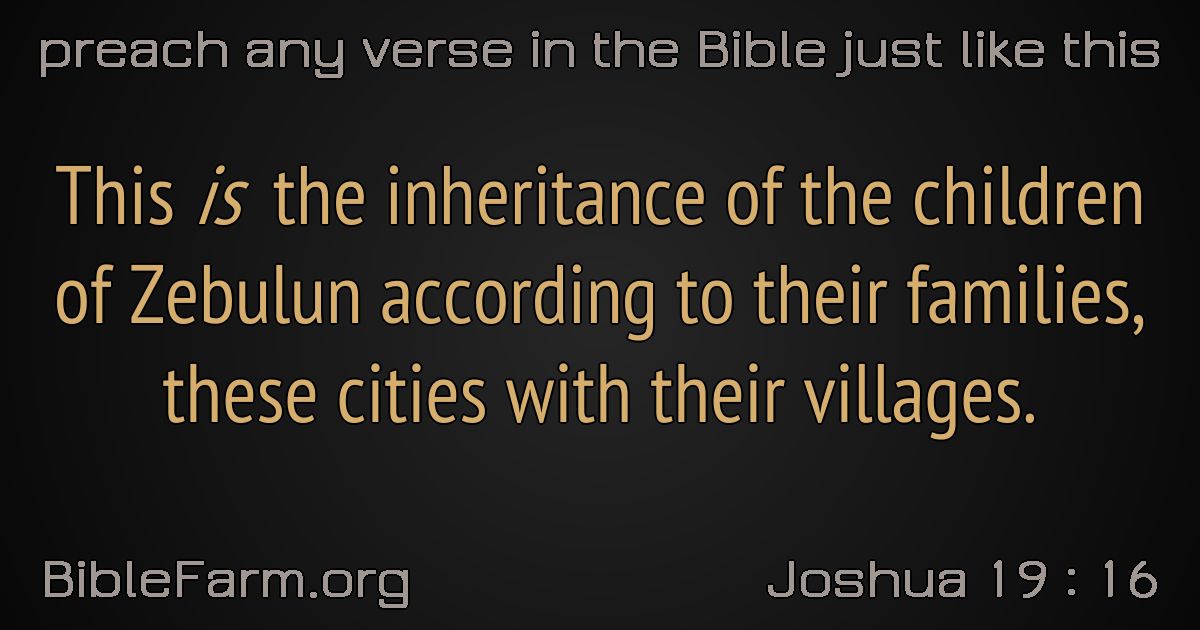 preach any verse in the Bible just like this
This is the inheritance of the children
of Zebulun according to their families,
these cities with their villages.
BibleFarm.org
Joshua 19 : 16